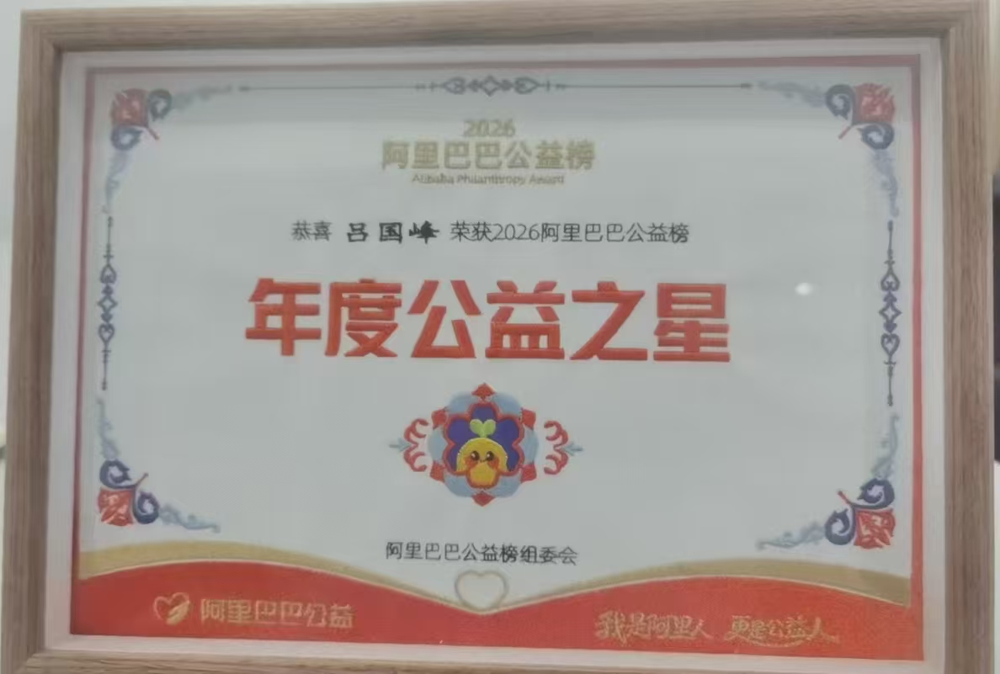 2026
阿里巴巴公益榜
Alibaba Philanthropy Award
恭喜 吕国峰 荣获2026阿里巴巴公益榜
年度公益之星
阿里巴巴公益榜组委会
阿里巴巴公益
我是阿里人 更是公益人